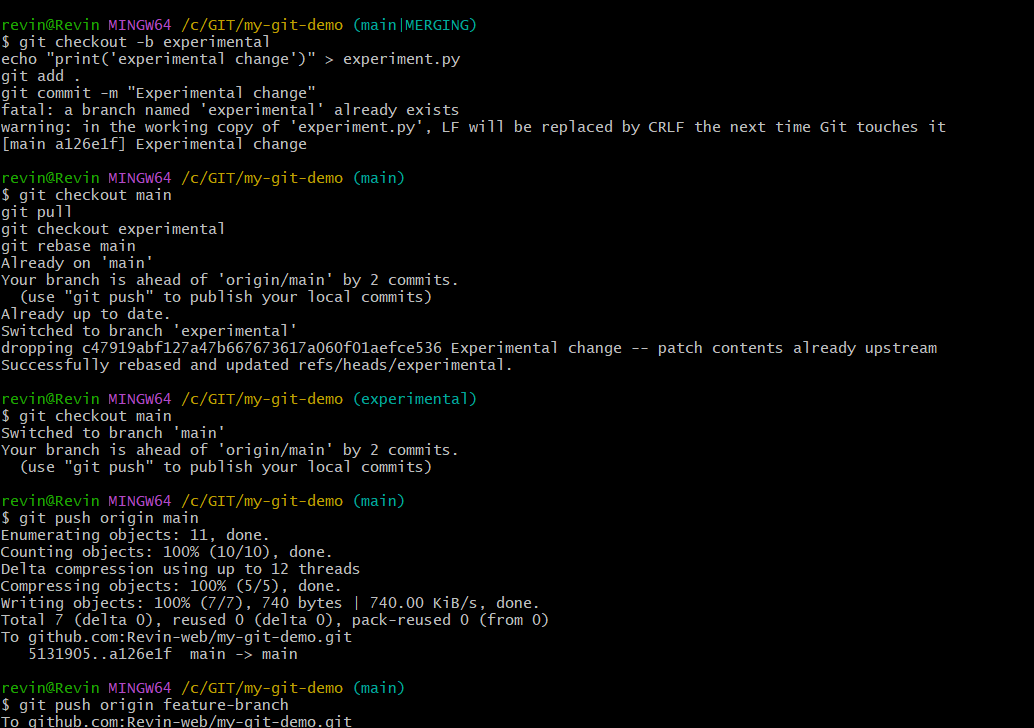 revin@Revin MINGW64 /c/GIT/my-git-demo (main|MERGING)
$ git checkout -b experimental
echo "print('experimental change')" > experiment.py
git add .
git commit -m "Experimental change"
fatal: a branch named 'experimental' already exists
warning: in the working copy of 'experiment.py', LF will be replaced by CRLF the next time Git touches it
[main a126e1f] Experimental change
revin@Revin MINGW64 /c/GIT/my-git-demo (main)
$ git checkout main
git pull
git checkout experimental
git rebase main
Already on 'main'
Your branch is ahead of 'origin/main' by 2 commits.
  (use "git push" to publish your local commits)
Already up to date.
Switched to branch 'experimental'
dropping c47919abf127a47b667673617a060f01aefce536 Experimental change -- patch contents already upstream
Successfully rebased and updated refs/heads/experimental.
revin@Revin MINGW64 /c/GIT/my-git-demo (experimental)
$ git checkout main
Switched to branch 'main'
Your branch is ahead of 'origin/main' by 2 commits.
  (use "git push" to publish your local commits)
revin@Revin MINGW64 /c/GIT/my-git-demo (main)
$ git push origin main
Enumerating objects: 11, done.
Counting objects: 100% (10/10), done.
Delta compression using up to 12 threads
Compressing objects: 100% (5/5), done.
Writing objects: 100% (7/7), 740 bytes | 740.00 KiB/s, done.
Total 7 (delta 0), reused 0 (delta 0), pack-reused 0 (from 0)
To github.com:Revin-web/my-git-demo.git
   5131905..a126e1f  main -> main
revin@Revin MINGW64 /c/GIT/my-git-demo (main)
$ git push origin feature-branch
To github.com:Revin-web/my-git-demo.git